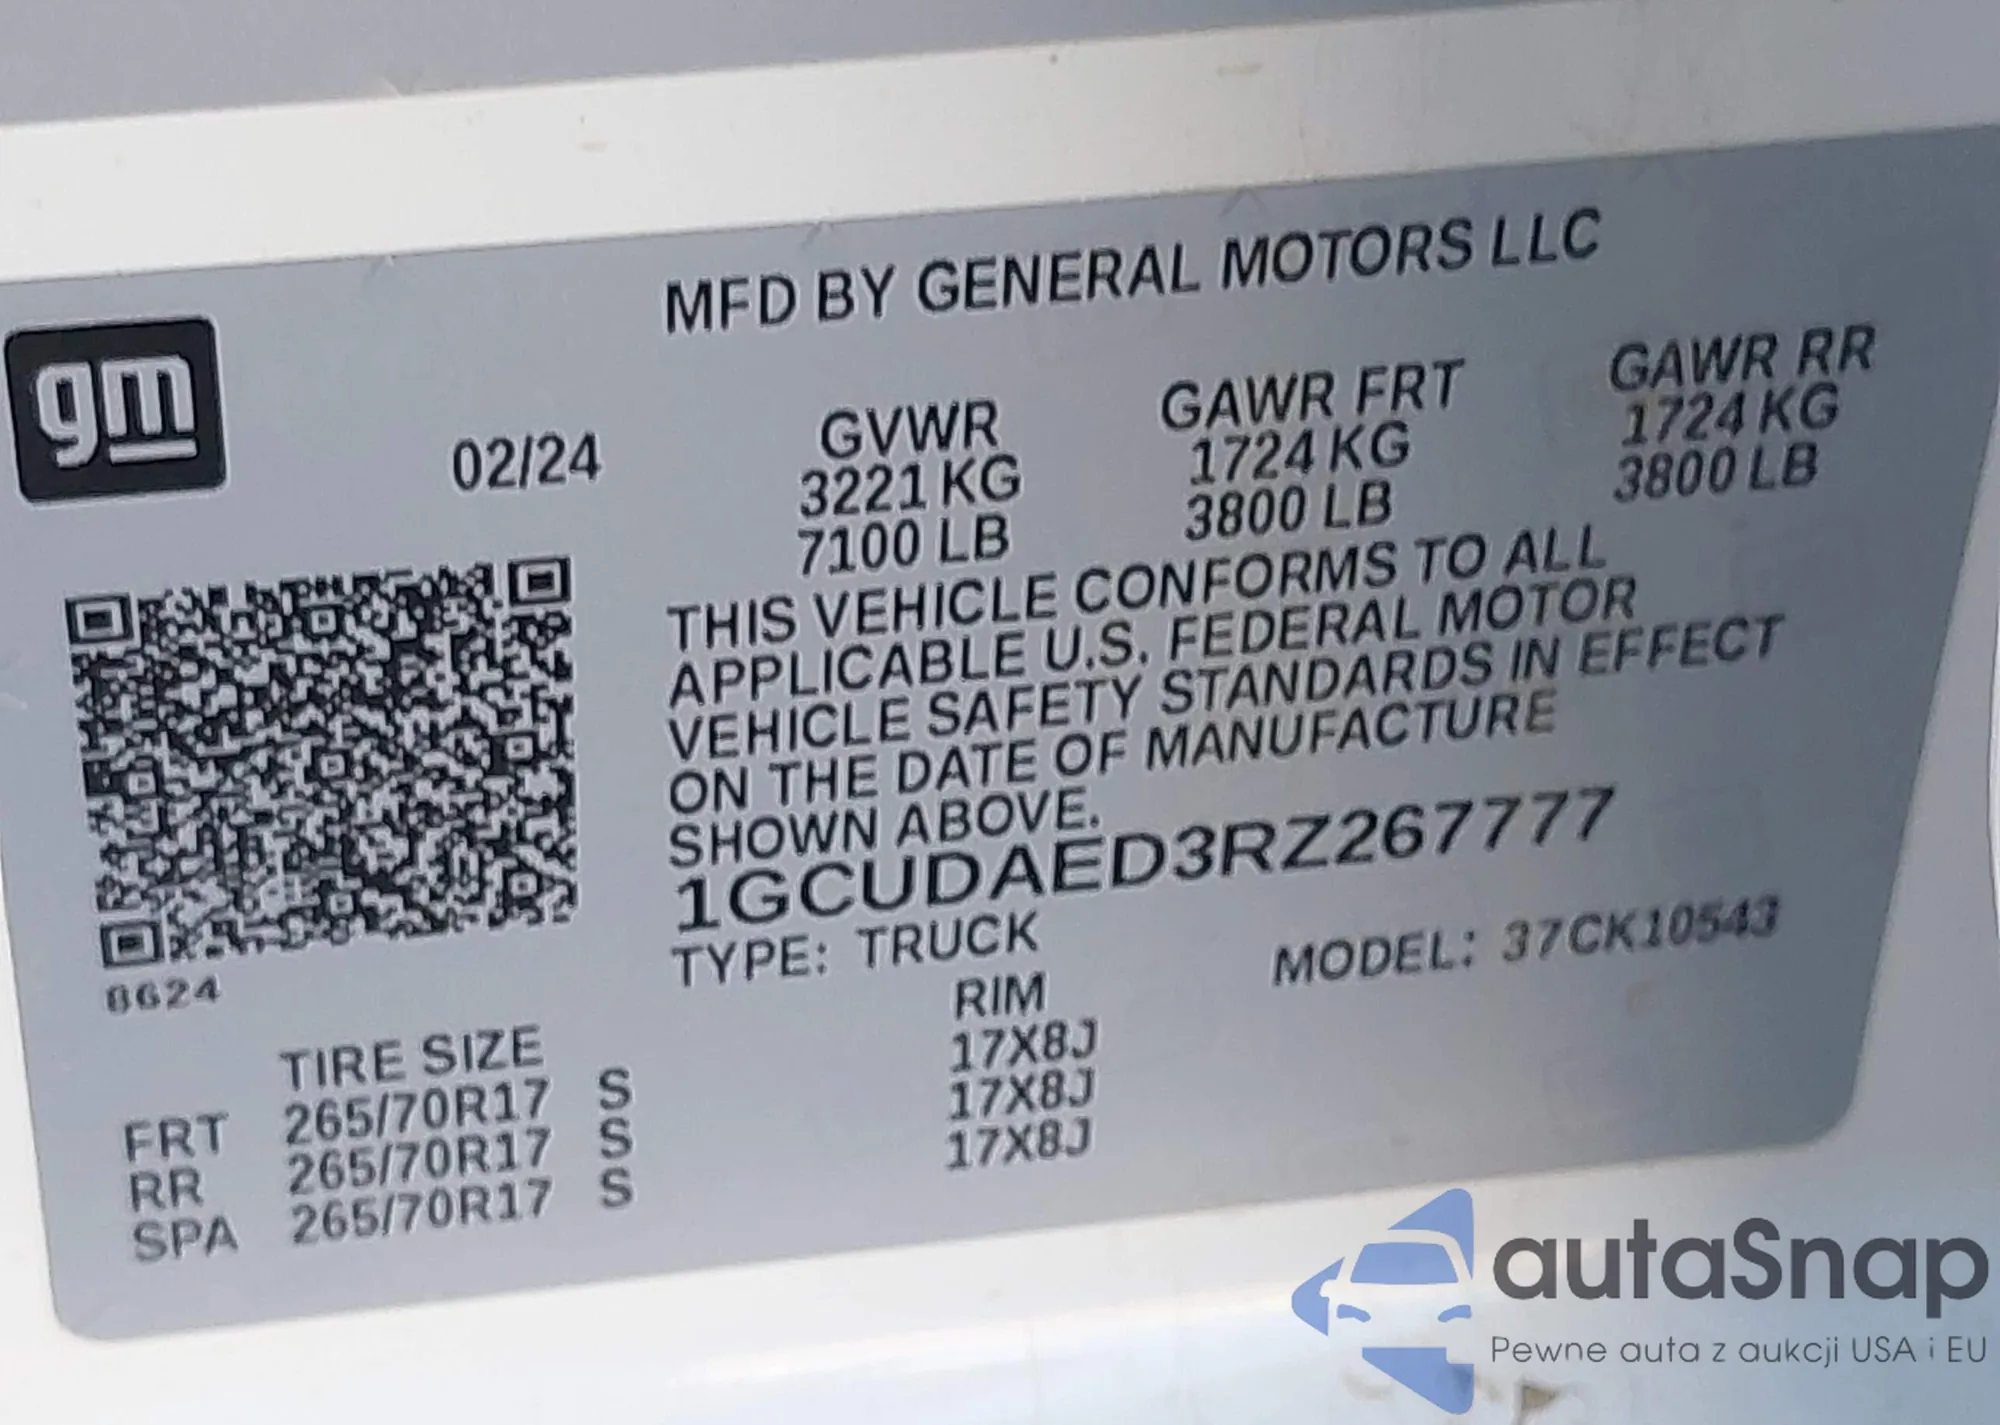 MFD BY GENERAL MOTORS LLC
gm
02/24
GVWR GAWR FRT GAWR RR
3221 KG 1724 KG 1724 KG
7100 LB 3800 LB 3800 LB
THIS VEHICLE CONFORMS TO ALL
APPLICABLE U.S. FEDERAL MOTOR
VEHICLE SAFETY STANDARDS IN EFFECT
ON THE DATE OF MANUFACTURE
SHOWN ABOVE.
1GCUDAED3RZ267777
TYPE: TRUCK MODEL: 37CK10543
8624
TIRE SIZE RIM
FRT 265/70R17 S 17X8J
RR 265/70R17 S 17X8J
SPA 265/70R17 S 17X8J
autaSnap
Pewne auta z aukcji USA i EU